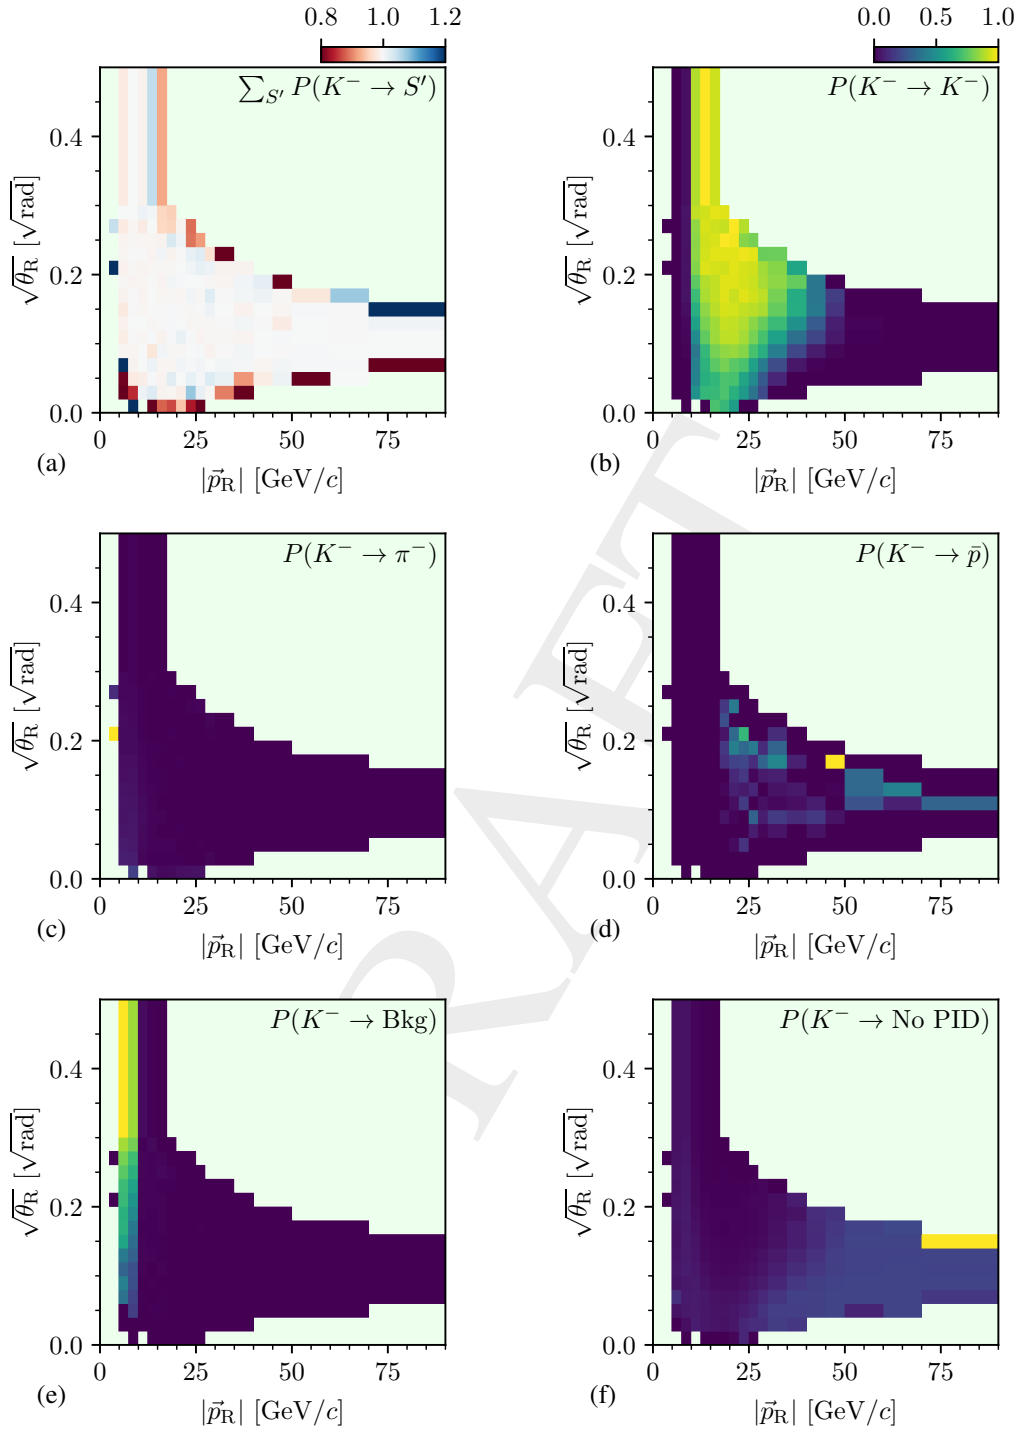 0.8 1.0 1.2
0.0 0.5 1.0
∑S′ P(K⁻ → S′)
√θR [√rad]
0.4
0.2
0.0
0 25 50 75
|p⃗R| [GeV/c]
(a)
P(K⁻ → K⁻)
√θR [√rad]
0.4
0.2
0.0
0 25 50 75
|p⃗R| [GeV/c]
(b)
P(K⁻ → π⁻)
√θR [√rad]
0.4
0.2
0.0
0 25 50 75
|p⃗R| [GeV/c]
(c)
P(K⁻ → p̄)
√θR [√rad]
0.4
0.2
0.0
0 25 50 75
|p⃗R| [GeV/c]
(d)
P(K⁻ → Bkg)
√θR [√rad]
0.4
0.2
0.0
0 25 50 75
|p⃗R| [GeV/c]
(e)
P(K⁻ → No PID)
√θR [√rad]
0.4
0.2
0.0
0 25 50 75
|p⃗R| [GeV/c]
(f)